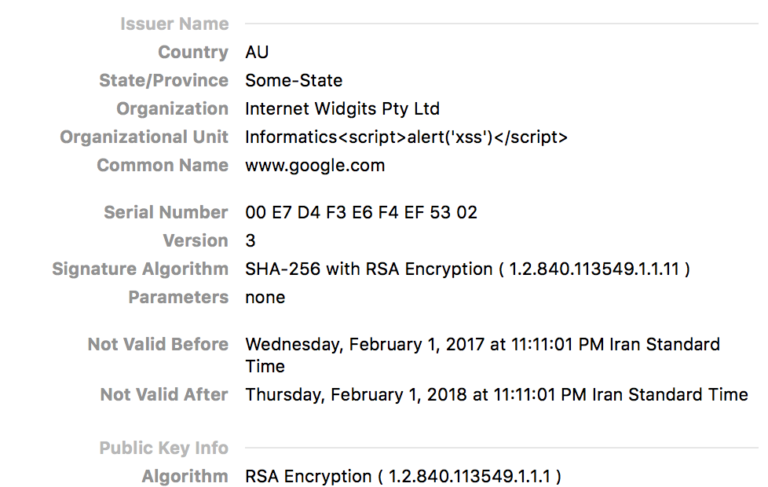 Issuer Name
Country AU
State/Province Some-State
Organization Internet Widgits Pty Ltd
Organizational Unit Informatics<script>alert('xss')</script>
Common Name www.google.com
Serial Number 00 E7 D4 F3 E6 F4 EF 53 02
Version 3
Signature Algorithm SHA-256 with RSA Encryption ( 1.2.840.113549.1.1.11 )
Parameters none
Not Valid Before Wednesday, February 1, 2017 at 11:11:01 PM Iran Standard
Time
Not Valid After Thursday, February 1, 2018 at 11:11:01 PM Iran Standard Time
Public Key Info
Algorithm RSA Encryption ( 1.2.840.113549.1.1.1 )